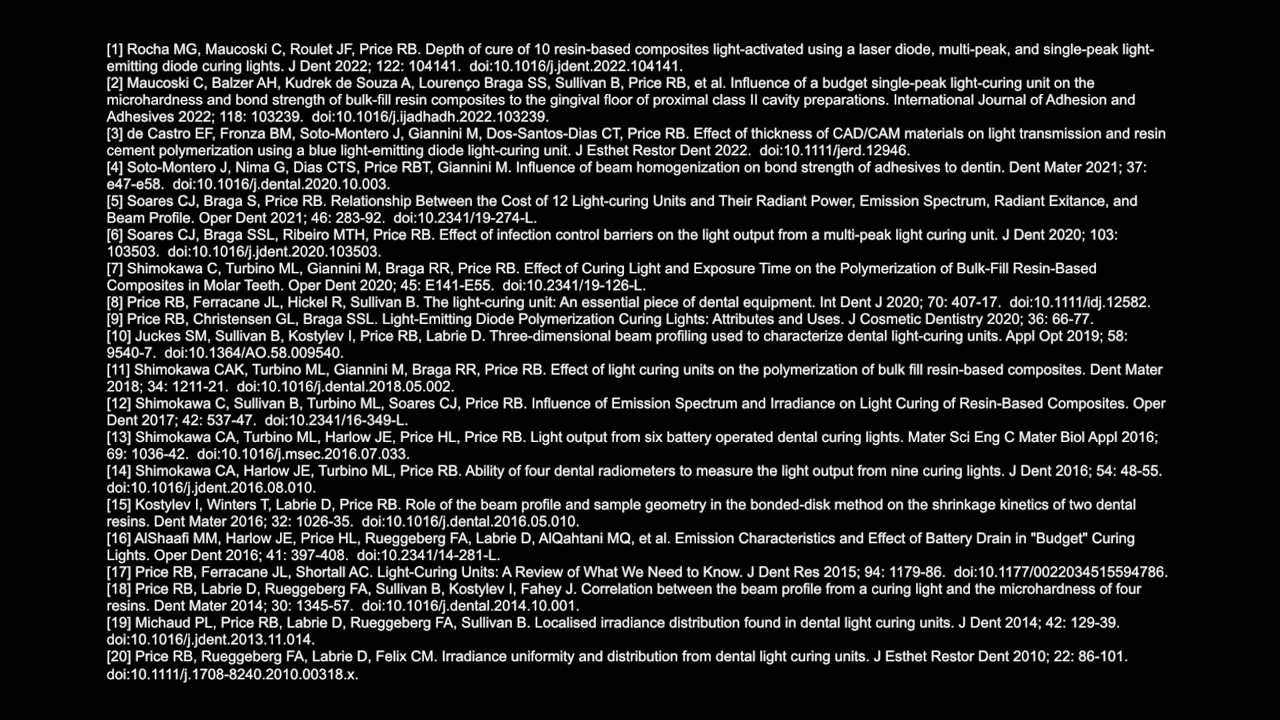 [1] Rocha MG, Maucoski C, Roulet JF, Price RB. Depth of cure of 10 resin-based composites light-activated using a laser diode, multi-peak, and single-peak light-
emitting diode curing lights. J Dent 2022; 122: 104141. doi:10.1016/j.jdent.2022.104141.
[2] Maucoski C, Balzer AH, Kudrek de Souza A, Lourenço Braga SS, Sullivan B, Price RB, et al. Influence of a budget single-peak light-curing unit on the
microhardness and bond strength of bulk-fill resin composites to the gingival floor of proximal class II cavity preparations. International Journal of Adhesion and
Adhesives 2022; 118: 103239. doi:10.1016/j.ijadhadh.2022.103239.
[3] de Castro EF, Fronza BM, Soto-Montero J, Giannini M, Dos-Santos-Dias CT, Price RB. Effect of thickness of CAD/CAM materials on light transmission and resin
cement polymerization using a blue light-emitting diode light-curing unit. J Esthet Restor Dent 2022. doi:10.1111/jerd.12946.
[4] Soto-Montero J, Nima G, Dias CTS, Price RBT, Giannini M. Influence of beam homogenization on bond strength of adhesives to dentin. Dent Mater 2021; 37:
e47-e58. doi:10.1016/j.dental.2020.10.003.
[5] Soares CJ, Braga S, Price RB. Relationship Between the Cost of 12 Light-curing Units and Their Radiant Power, Emission Spectrum, Radiant Exitance, and
Beam Profile. Oper Dent 2021; 46: 283-92. doi:10.2341/19-274-L.
[6] Soares CJ, Braga SSL, Ribeiro MTH, Price RB. Effect of infection control barriers on the light output from a multi-peak light curing unit. J Dent 2020; 103:
103503. doi:10.1016/j.jdent.2020.103503.
[7] Shimokawa C, Turbino ML, Giannini M, Braga RR, Price RB. Effect of Curing Light and Exposure Time on the Polymerization of Bulk-Fill Resin-Based
Composites in Molar Teeth. Oper Dent 2020; 45: E141-E55. doi:10.2341/19-126-L.
[8] Price RB, Ferracane JL, Hickel R, Sullivan B. The light-curing unit: An essential piece of dental equipment. Int Dent J 2020; 70: 407-17. doi:10.1111/idj.12582.
[9] Price RB, Christensen GL, Braga SSL. Light-Emitting Diode Polymerization Curing Lights: Attributes and Uses. J Cosmetic Dentistry 2020; 36: 66-77.
[10] Juckes SM, Sullivan B, Kostylev I, Price RB, Labrie D. Three-dimensional beam profiling used to characterize dental light-curing units. Appl Opt 2019; 58:
9540-7. doi:10.1364/AO.58.009540.
[11] Shimokawa CAK, Turbino ML, Giannini M, Braga RR, Price RB. Effect of light curing units on the polymerization of bulk fill resin-based composites. Dent Mater
2018; 34: 1211-21. doi:10.1016/j.dental.2018.05.002.
[12] Shimokawa C, Sullivan B, Turbino ML, Soares CJ, Price RB. Influence of Emission Spectrum and Irradiance on Light Curing of Resin-Based Composites. Oper
Dent 2017; 42: 537-47. doi:10.2341/16-349-L.
[13] Shimokawa CA, Turbino ML, Harlow JE, Price HL, Price RB. Light output from six battery operated dental curing lights. Mater Sci Eng C Mater Biol Appl 2016;
69: 1036-42. doi:10.1016/j.msec.2016.07.033.
[14] Shimokawa CA, Harlow JE, Turbino ML, Price RB. Ability of four dental radiometers to measure the light output from nine curing lights. J Dent 2016; 54: 48-55.
doi:10.1016/j.jdent.2016.08.010.
[15] Kostylev I, Winters T, Labrie D, Price RB. Role of the beam profile and sample geometry in the bonded-disk method on the shrinkage kinetics of two dental
resins. Dent Mater 2016; 32: 1026-35. doi:10.1016/j.dental.2016.05.010.
[16] AlShaafi MM, Harlow JE, Price HL, Rueggeberg FA, Labrie D, AlQahtani MQ, et al. Emission Characteristics and Effect of Battery Drain in "Budget" Curing
Lights. Oper Dent 2016; 41: 397-408. doi:10.2341/14-281-L.
[17] Price RB, Ferracane JL, Shortall AC. Light-Curing Units: A Review of What We Need to Know. J Dent Res 2015; 94: 1179-86. doi:10.1177/0022034515594786.
[18] Price RB, Labrie D, Rueggeberg FA, Sullivan B, Kostylev I, Fahey J. Correlation between the beam profile from a curing light and the microhardness of four
resins. Dent Mater 2014; 30: 1345-57. doi:10.1016/j.dental.2014.10.001.
[19] Michaud PL, Price RB, Labrie D, Rueggeberg FA, Sullivan B. Localised irradiance distribution found in dental light curing units. J Dent 2014; 42: 129-39.
doi:10.1016/j.jdent.2013.11.014.
[20] Price RB, Rueggeberg FA, Labrie D, Felix CM. Irradiance uniformity and distribution from dental light curing units. J Esthet Restor Dent 2010; 22: 86-101.
doi:10.1111/j.1708-8240.2010.00318.x.